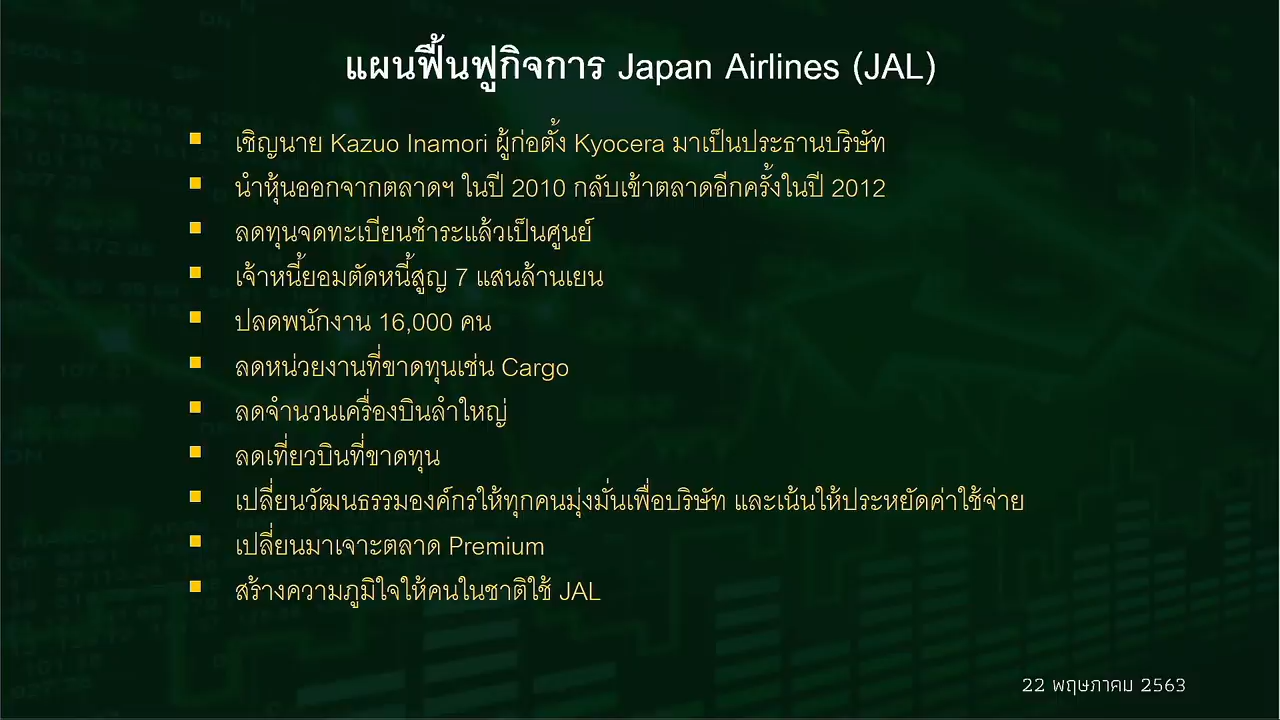 แผนฟื้นฟูกิจการ Japan Airlines (JAL)
เชิญนาย Kazuo Inamori ผู้ก่อตั้ง Kyocera มาเป็นประธานบริษัท
นำหุ้นออกจากตลาดฯ ในปี 2010 กลับเข้าตลาดอีกครั้งในปี 2012
ลดทุนจดทะเบียนชำระแล้วเป็นศูนย์
เจ้าหนี้ยอมตัดหนี้สูญ 7 แสนล้านเยน
ปลดพนักงาน 16,000 คน
ลดหน่วยงานที่ขาดทุนเช่น Cargo
ลดจำนวนเครื่องบินลำใหญ่
ลดเที่ยวบินที่ขาดทุน
เปลี่ยนวัฒนธรรมองค์กรให้ทุกคนมุ่งมั่นเพื่อบริษัท และเน้นให้ประหยัดค่าใช้จ่าย
เปลี่ยนมาเจาะตลาด Premium
สร้างความภูมิใจให้คนในชาติใช้ JAL
22 พฤษภาคม 2563